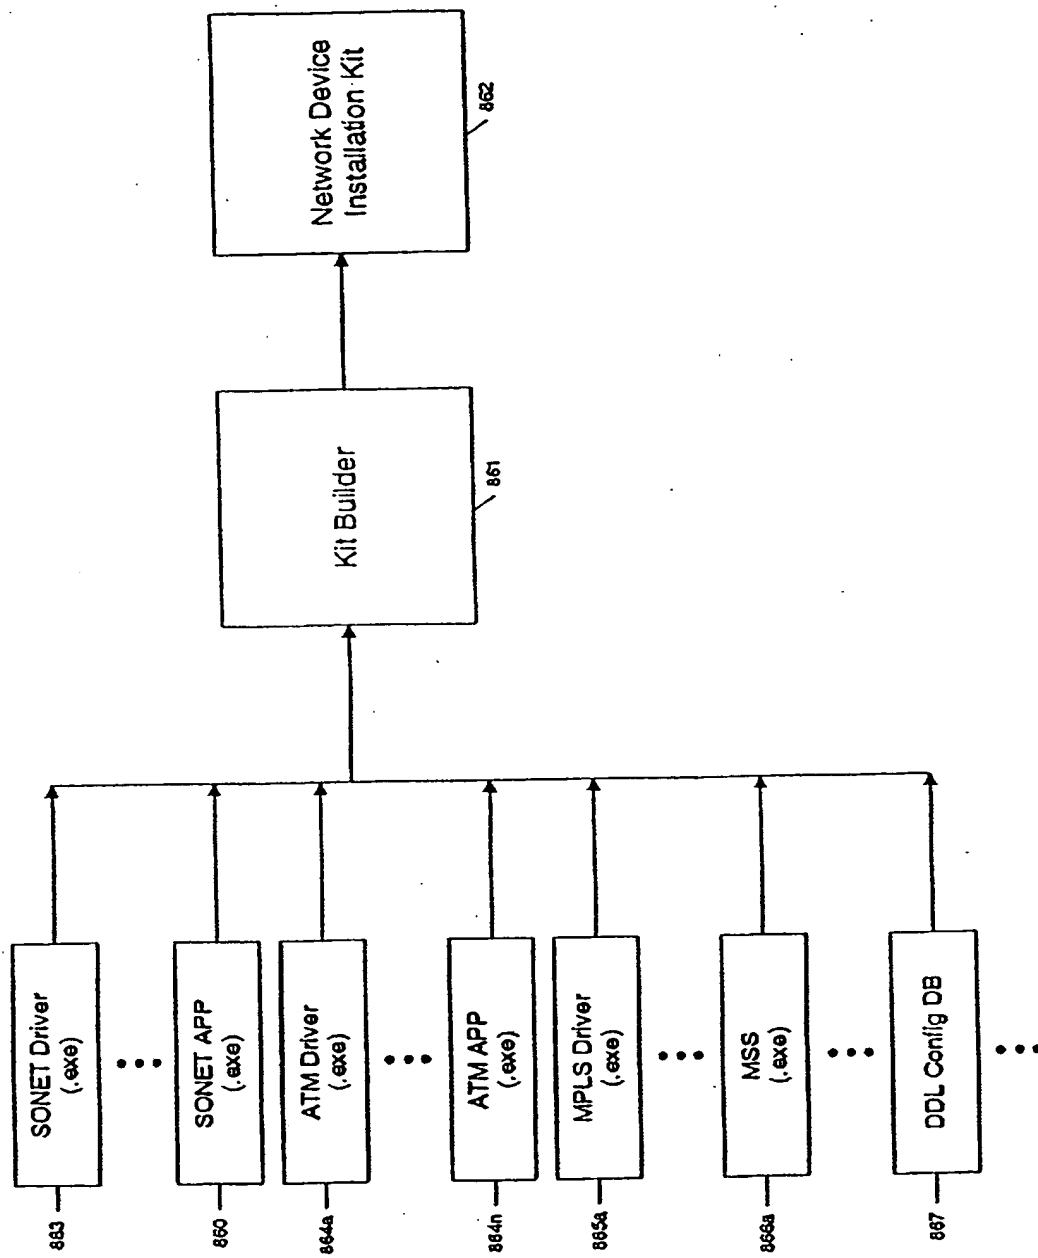 SONET Driver
(.exe)
863
SONET APP
(.exe)
860
ATM Driver
(.exe)
864a
ATM APP
(.exe)
864n
MPLS Driver
(.exe)
865a
MSS
(.exe)
866a
DDL Config DB
867
Kit Builder
861
Network Device
Installation Kit
862